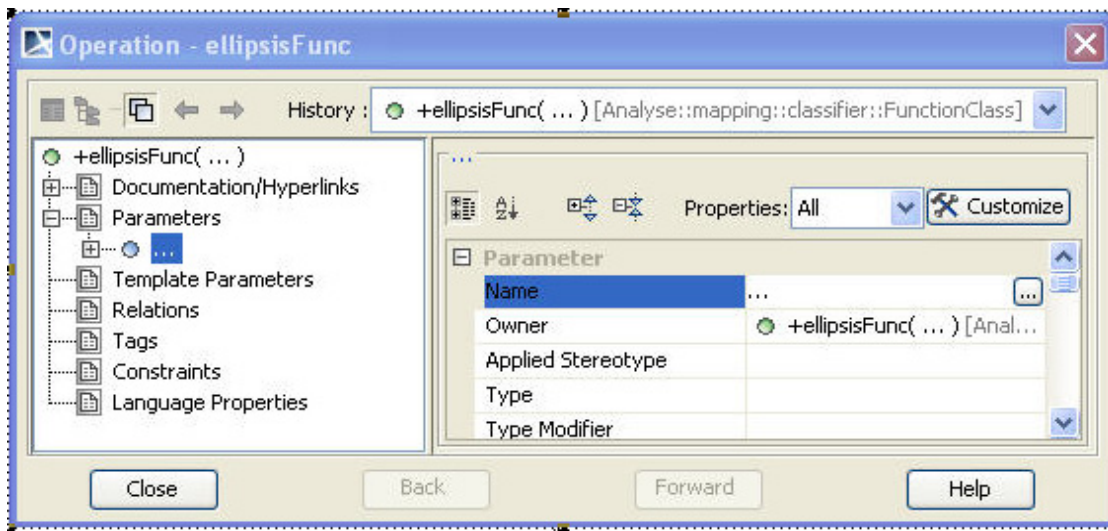 Operation - ellipsisFunc
History : +ellipsisFunc( ... ) [Analyse::mapping::classifier::FunctionClass]
+ellipsisFunc( ... )
Documentation/Hyperlinks
Parameters
...
Template Parameters
Relations
Tags
Constraints
Language Properties
...
Properties: All Customize
Parameter
Name ... ...
Owner +ellipsisFunc( ... ) [Anal...
Applied Stereotype
Type
Type Modifier
Close Back Forward Help